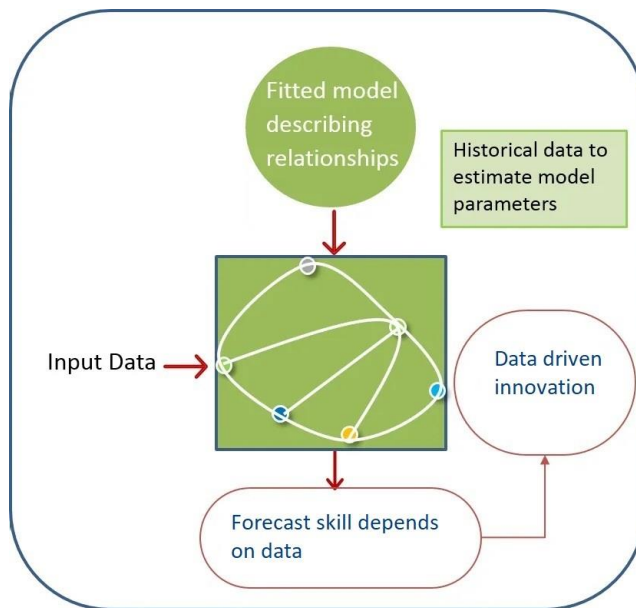 Fitted model
describing
relationships
Historical data to
estimate model
parameters
Input Data
Data driven
innovation
Forecast skill depends
on data